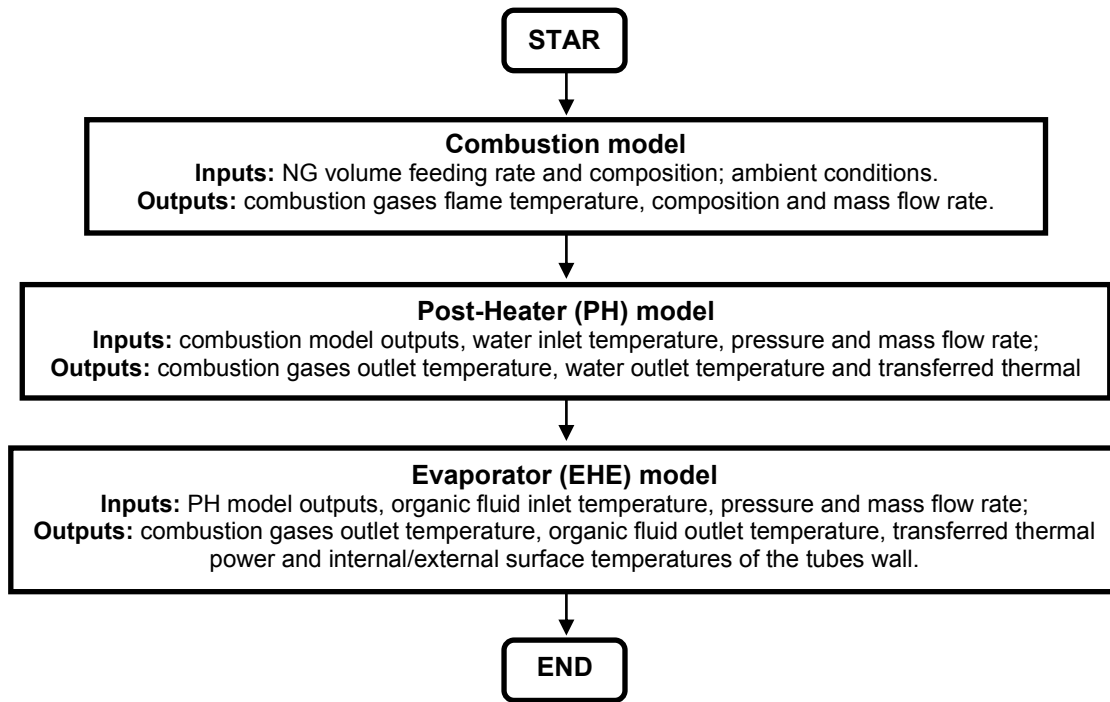 STAR
Combustion model
Inputs: NG volume feeding rate and composition; ambient conditions.
Outputs: combustion gases flame temperature, composition and mass flow rate.
Post-Heater (PH) model
Inputs: combustion model outputs, water inlet temperature, pressure and mass flow rate;
Outputs: combustion gases outlet temperature, water outlet temperature and transferred thermal
Evaporator (EHE) model
Inputs: PH model outputs, organic fluid inlet temperature, pressure and mass flow rate;
Outputs: combustion gases outlet temperature, organic fluid outlet temperature, transferred thermal
power and internal/external surface temperatures of the tubes wall.
END